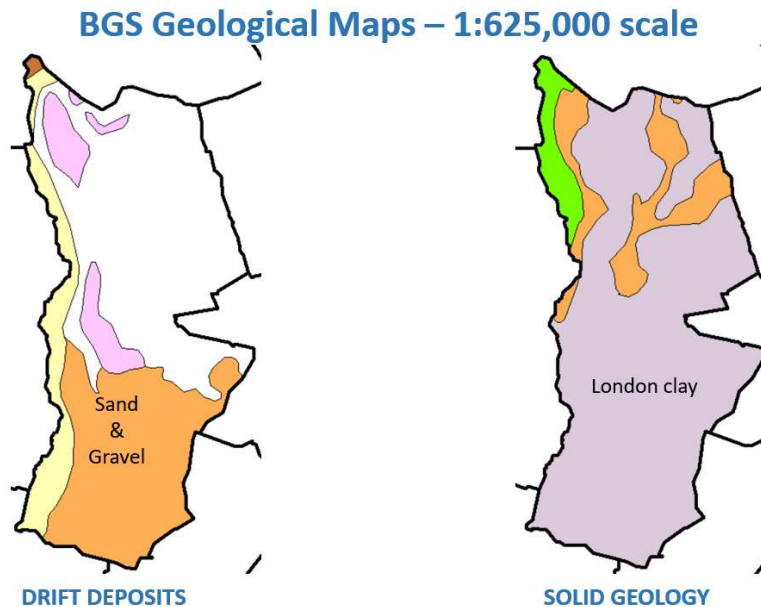 BGS Geological Maps – 1:625,000 scale
Sand
&
Gravel
London clay
DRIFT DEPOSITS
SOLID GEOLOGY